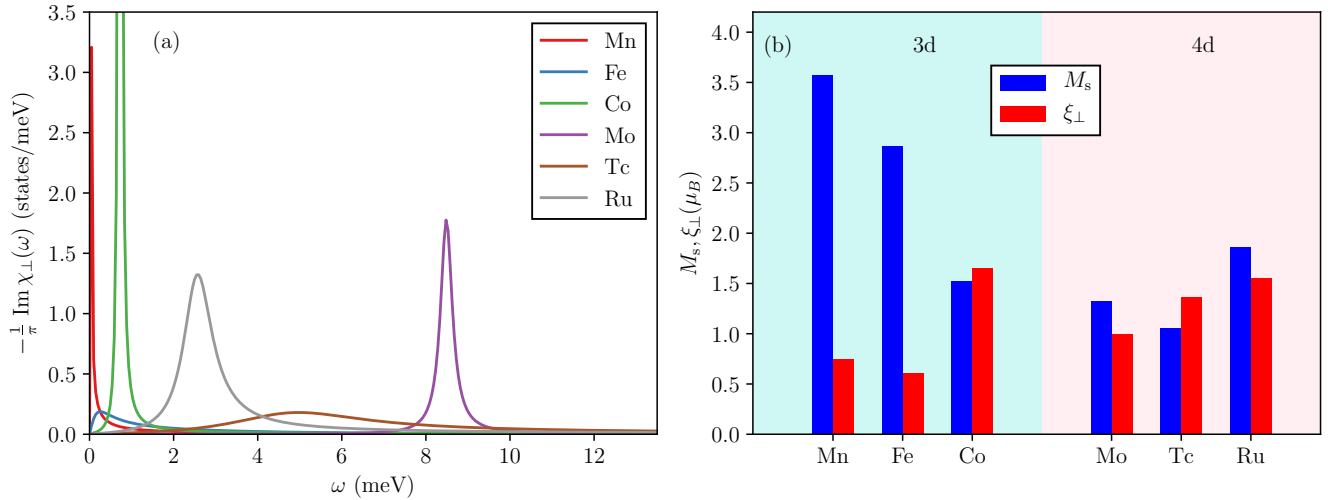 (a)
Mn
Fe
Co
Mo
Tc
Ru
3.5
3.0
2.5
2.0
1.5
1.0
0.5
0.0
0 2 4 6 8 10 12
ω (meV)
−1/π Im χ⊥(ω) (states/meV)
(b)
3d
4d
Ms
ξ⊥
4.0
3.5
3.0
2.5
2.0
1.5
1.0
0.5
0.0
Mn Fe Co Mo Tc Ru
Ms, ξ⊥(μB)